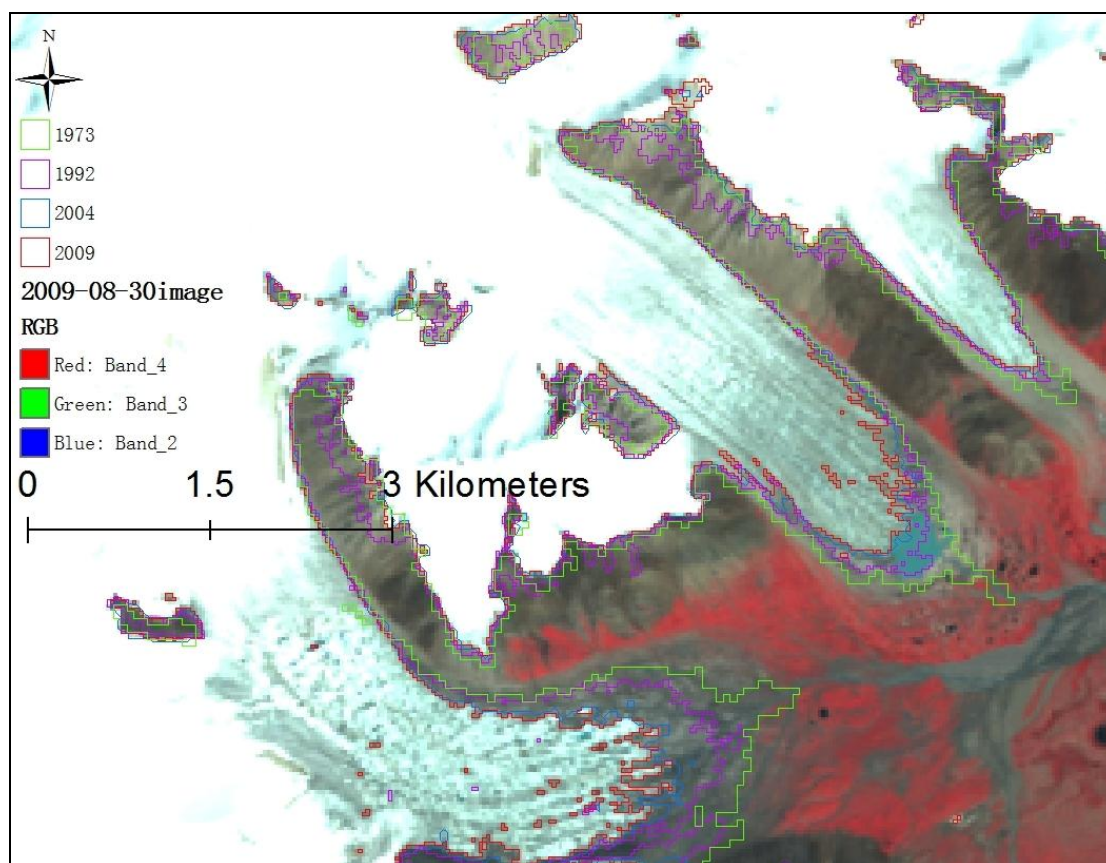 N
1973
1992
2004
2009
2009-08-30image
RGB
Red: Band_4
Green: Band_3
Blue: Band_2
0 1.5 3 Kilometers